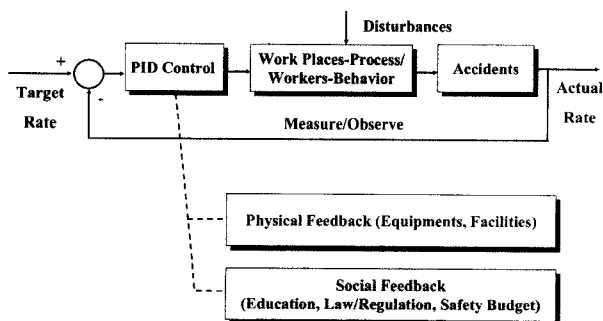 Disturbances
+
PID Control
Work Places-Process/
Workers-Behavior
Accidents
Target
Rate
-
Actual
Rate
Measure/Observe
Physical Feedback (Equipments, Facilities)
Social Feedback
(Education, Law/Regulation, Safety Budget)